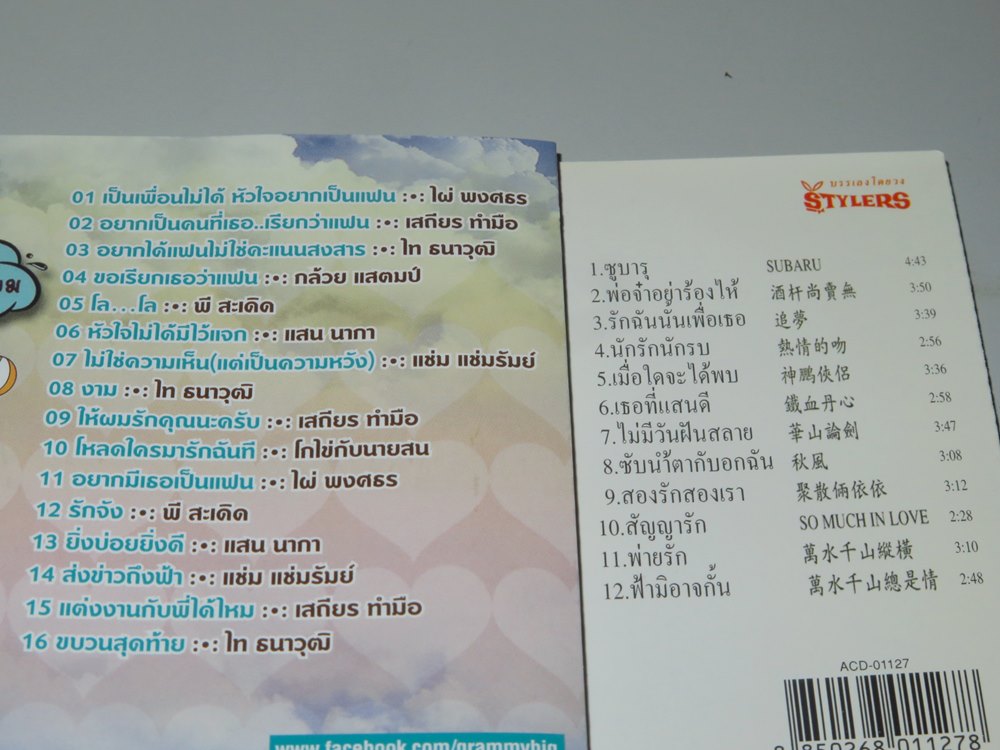 01 เป็นเพื่อนไม่ได้ หัวใจอยากเป็นแฟน :•: ไผ่ พงศธร
02 อยากเป็นคนที่เธอ..เรียกว่าแฟน :•: เสถียร ทำมือ
03 อยากได้แฟนไม่ใช่คะแนนสงสาร :•: ไท ธนาวุฒิ
04 ขอเรียกเธอว่าแฟน :•: กล้วย แสตมป์
05 โล...โล :•: พี สะเดิด
06 หัวใจไม่ได้มีไว้แจก :•: แสน นากา
07 ไม่ใช่ความเห็น(แต่เป็นความหวัง) :•: แช่ม แช่มรัมย์
08 งาม :•: ไท ธนาวุฒิ
09 ให้ผมรักคุณนะครับ :•: เสถียร ทำมือ
10 โหลดใครมารักฉันที :•: โกไข่กับนายสน
11 อยากมีเธอเป็นแฟน :•: ไผ่ พงศธร
12 รักจัง :•: พี สะเดิด
13 ยิ่งบ่อยยิ่งดี :•: แสน นากา
14 ส่งข่าวถึงฟ้า :•: แช่ม แช่มรัมย์
15 แต่งงานกับพี่ได้ไหม :•: เสถียร ทำมือ
16 ขบวนสุดท้าย :•: ไท ธนาวุฒิ
www.facebook.com/grammybig
บรรเลงโดยวง
STYLERS
1.ซูบารุ SUBARU 4:43
2.พ่อจ๋าอย่าร้องไห้ 酒杆尚賣無 3:50
3.รักฉันนั้นเพื่อเธอ 追夢 3:39
4.นักรักนักรบ 熱情的吻 2:56
5.เมื่อใดจะได้พบ 神鵬俠侶 3:36
6.เธอที่แสนดี 鐵血丹心 2:58
7.ไม่มีวันฝันสลาย 華山論劍 3:47
8.ซับน้ำตากับอกฉัน 秋風 3:08
9.สองรักสองเรา 聚散倆依依 3:12
10.สัญญารัก SO MUCH IN LOVE 2:28
11.พ่ายรัก 萬水千山縱橫 3:10
12.ฟ้ามิอาจกั้น 萬水千山總是情 2:48
ACD-01127
8 850268 011278